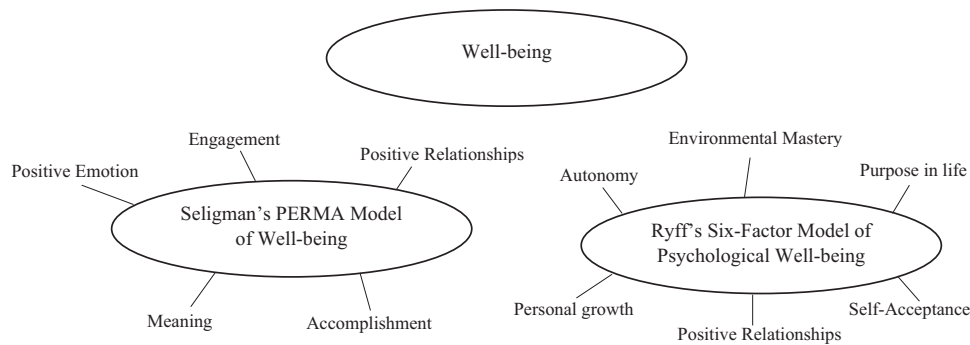 Well-being
Engagement
Positive Emotion
Positive Relationships
Seligman’s PERMA Model
of Well-being
Meaning
Accomplishment
Environmental Mastery
Autonomy
Purpose in life
Ryff’s Six-Factor Model of
Psychological Well-being
Personal growth
Positive Relationships
Self-Acceptance